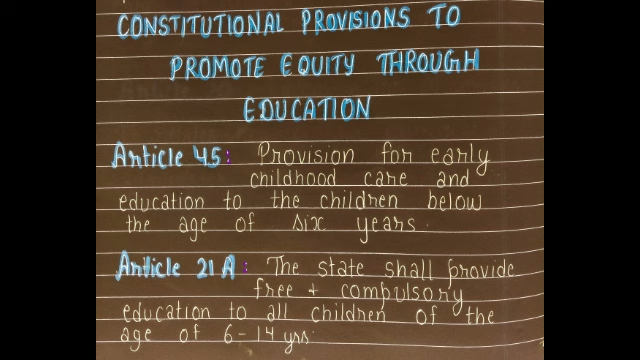 CONSTITUTIONAL PROVISIONS TO
PROMOTE EQUITY THROUGH
EDUCATION
Article 45: Provision for early
childhood care and
education to the children below
the age of six years.
Article 21 A: The state shall provide
free + compulsory
education to all children of the
age of 6-14 yrs.